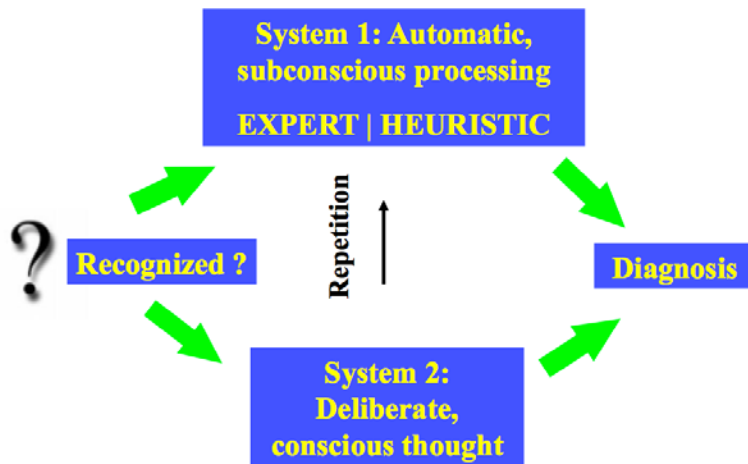 System 1: Automatic,
subconscious processing
EXPERT | HEURISTIC
?
Recognized ?
Repetition
Diagnosis
System 2:
Deliberate,
conscious thought